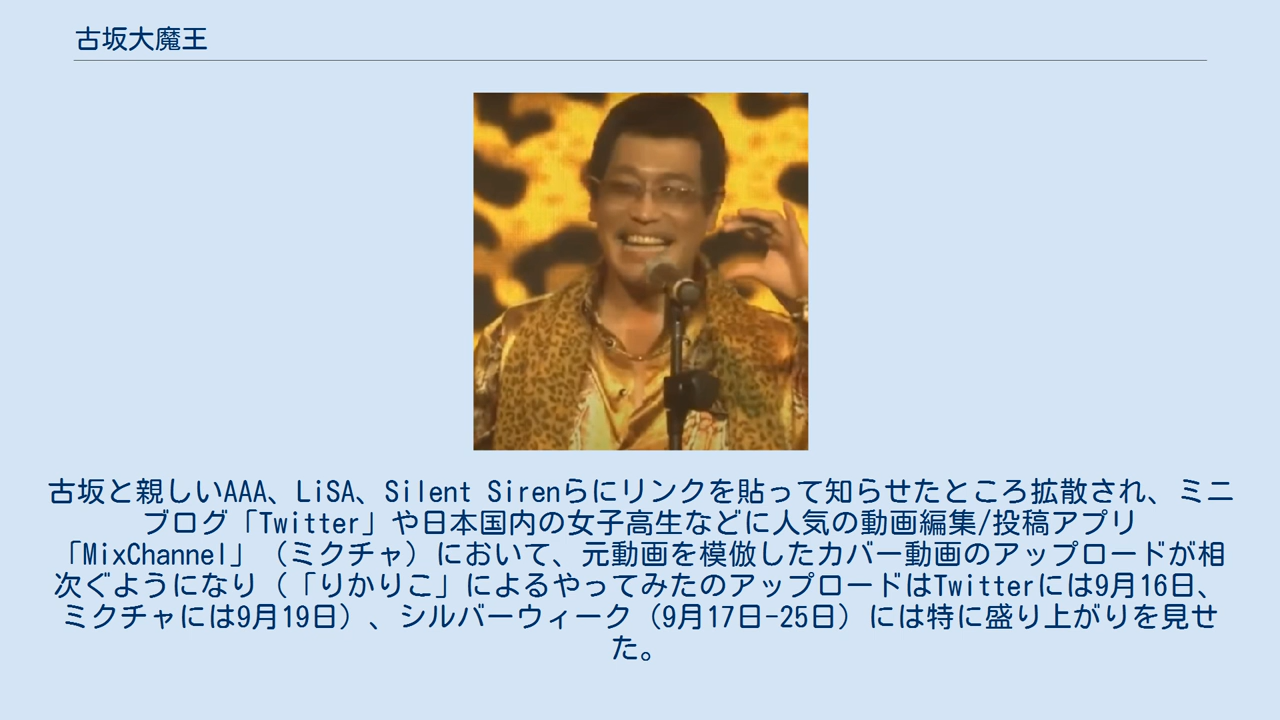 古坂大魔王
古坂と親しいAAA、LiSA、Silent Sirenらにリンクを貼って知らせたところ拡散され、ミニ
ブログ「Twitter」や日本国内の女子高生などに人気の動画編集/投稿アプリ
「MixChannel」（ミクチャ）において、元動画を模倣したカバー動画のアップロードが相
次ぐようになり（「りかりこ」によるやってみたのアップロードはTwitterには9月16日、
ミクチャには9月19日）、シルバーウィーク（9月17日-25日）には特に盛り上がりを見せ
た。